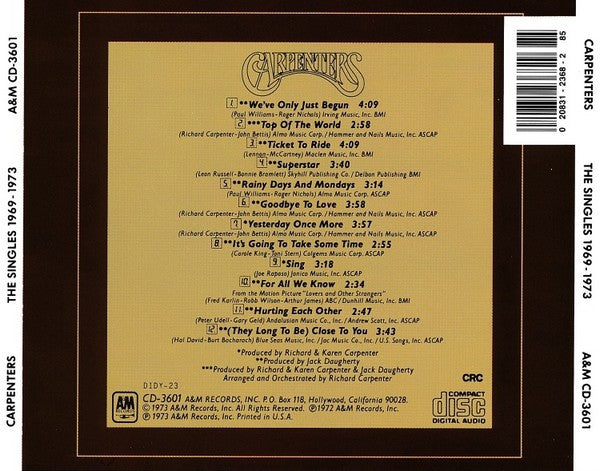 A&M CD-3601
THE SINGLES 1969-1973
CARPENTERS
CARPENTERS
1. **We've Only Just Begun 4:09
(Paul Williams-Roger Nichols) Irving Music, Inc. BMI
2. **Top Of The World 2:58
(Richard Carpenter-John Bettis) Almo Music Corp./Hammer and Nails Music, Inc. ASCAP
3. *Ticket To Ride 4:09
(Lennon-McCartney) Maclen Music, Inc. BMI
4. **Superstar 3:40
(Leon Russell-Bonnie Bramlett) Skyhill Publishing Co./Delbon Publishing BMI
5. **Rainy Days And Mondays 3:14
(Paul Williams-Roger Nichols) Almo Music Corp. ASCAP
6. **Goodbye To Love 3:58
(Richard Carpenter-John Bettis) Almo Music Corp./Hammer and Nails Music, Inc. ASCAP
7. *Yesterday Once More 3:57
(Richard Carpenter-John Bettis) Almo Music Corp./Hammer and Nails Music, Inc. ASCAP
8. **It's Going To Take Some Time 2:55
(Carole King-Toni Stern) Colgems Music Corp. ASCAP
9. *Sing 3:18
(Joe Raposo) Jonico Music, Inc. ASCAP
10. **For All We Know 2:34
From the Motion Picture "Lovers and Other Strangers"
(Fred Karlin-Robb Wilson-Arthur James) ABC/Dunhill Music, Inc. BMI
11. **Hurting Each Other 2:47
(Peter Udell-Gary Geld) Andalusian Music Co., Inc./Andrew Scott, Inc. ASCAP
12. **(They Long To Be) Close To You 3:43
(Hal David-Burt Bacharach) Blue Seas Music, Inc./Jac Music Co., Inc./U.S. Songs, Inc. ASCAP
*Produced by Richard & Karen Carpenter
**Produced by Jack Daugherty
***Produced by Richard & Karen Carpenter & Jack Daugherty
Arranged and Orchestrated by Richard Carpenter
DIDY-23
CRC
A&M
RECORDS
CD-3601 A&M RECORDS, INC. P.O. Box 118, Hollywood, California 90028.
©1973 A&M Records, Inc. All Rights Reserved. ℗1972 A&M Records, Inc.
℗1973 A&M Records, Inc. Printed in U.S.A.
COMPACT
disc
DIGITAL AUDIO
0 20831-2368-2 85
CARPENTERS
THE SINGLES 1969-1973
A&M CD-3601